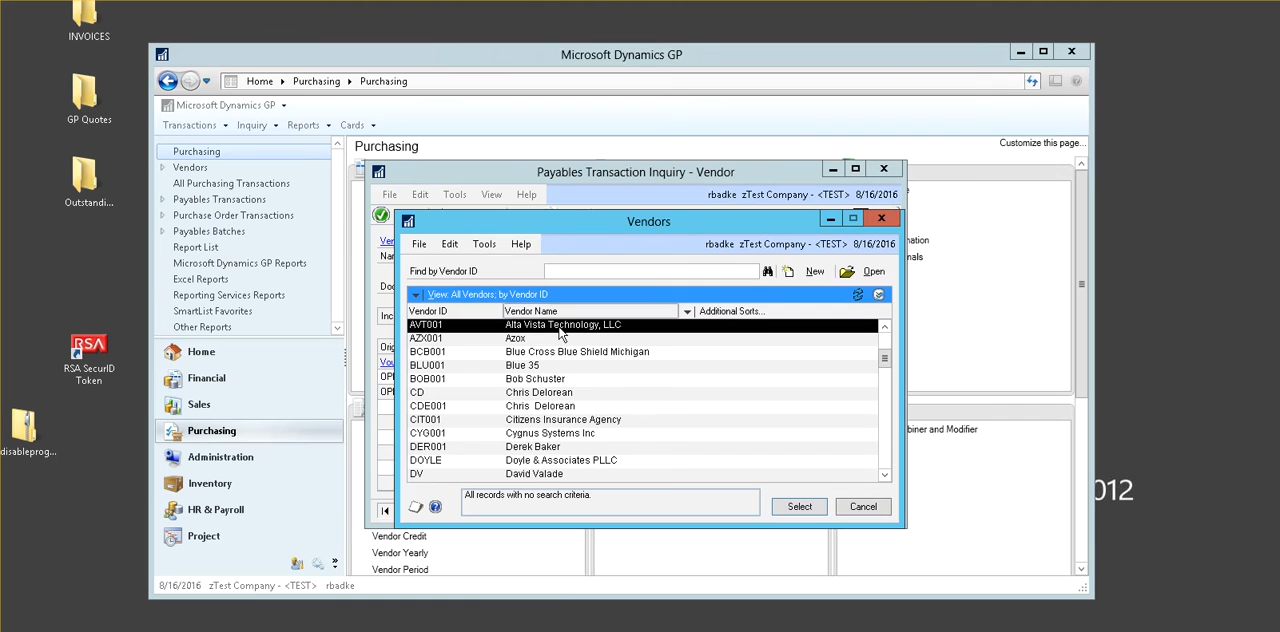 INVOICES
GP Quotes
Outstandi...
RSA
RSA SecurID
Token
disableprog...
Microsoft Dynamics GP
Home Purchasing Purchasing
Microsoft Dynamics GP
Transactions Inquiry Reports Cards
Purchasing
Vendors
All Purchasing Transactions
Payables Transactions
Purchase Order Transactions
Payables Batches
Report List
Microsoft Dynamics GP Reports
Excel Reports
Reporting Services Reports
SmartList Favorites
Other Reports
Home
Financial
Sales
Purchasing
Administration
Inventory
HR & Payroll
Project
8/16/2016 zTest Company - <TEST> rbadke
Purchasing
Customize this page...
Payables Transaction Inquiry - Vendor
File Edit Tools View Help
rbadke zTest Company - <TEST> 8/16/2016
Ver
Nar
Doc
Inc
Orig
Vou
OPI
OPI
Vendors
File Edit Tools Help
rbadke zTest Company - <TEST> 8/16/2016
Find by Vendor ID
New Open
View: All Vendors; by Vendor ID
Vendor ID Vendor Name Additional Sorts...
AVT001 Alta Vista Technology, LLC
AZX001 Azox
BCB001 Blue Cross Blue Shield Michigan
BLU001 Blue 35
BOB001 Bob Schuster
CD Chris Delorean
CDE001 Chris Delorean
CIT001 Citizens Insurance Agency
CYG001 Cygnus Systems Inc
DER001 Derek Baker
DOYLE Doyle & Associates PLLC
DV David Valade
All records with no search criteria.
Select Cancel
Vendor Credit
Vendor Yearly
Vendor Period
nation
nals
biner and Modifier
012